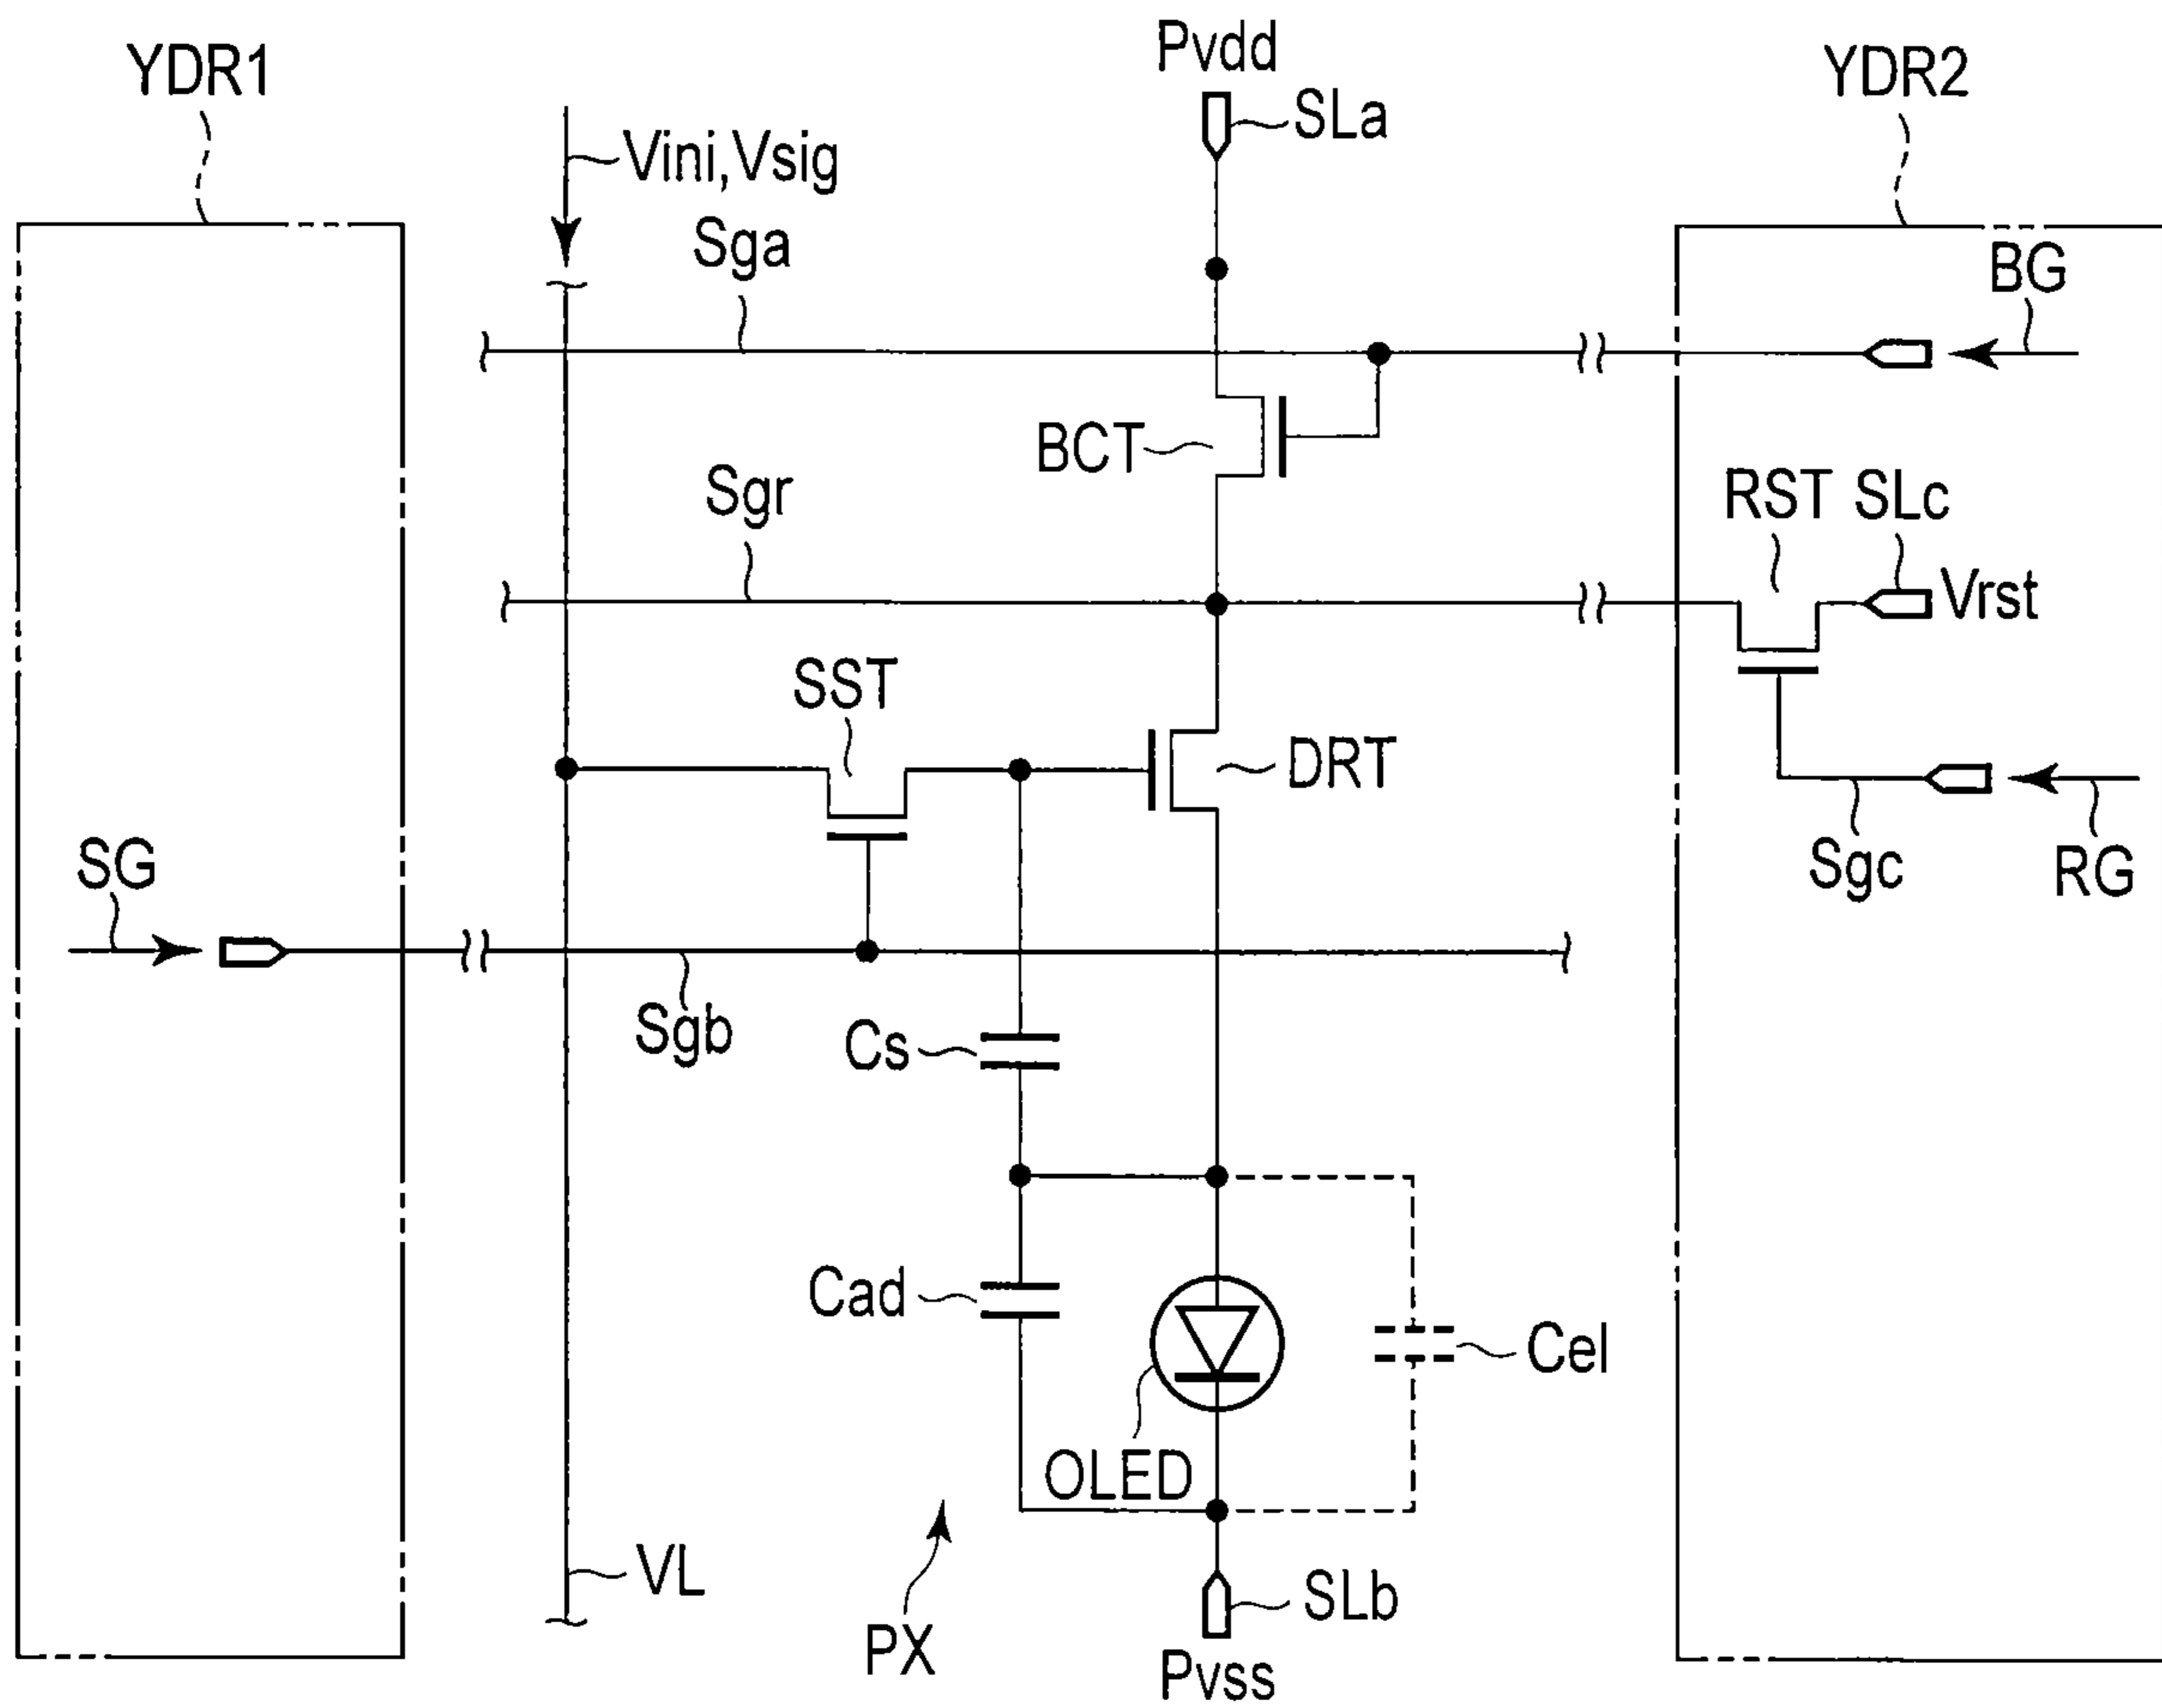 Pvdd
YDR1
YDR2
SLa
Vini,Vsig
Sga
BG
BCT
Sgr
RST SLc
Vrst
SST
DRT
SG
Sgc
RG
Sgb
Cs
Cad
Cel
OLED
VL
SLb
PX
Pvss